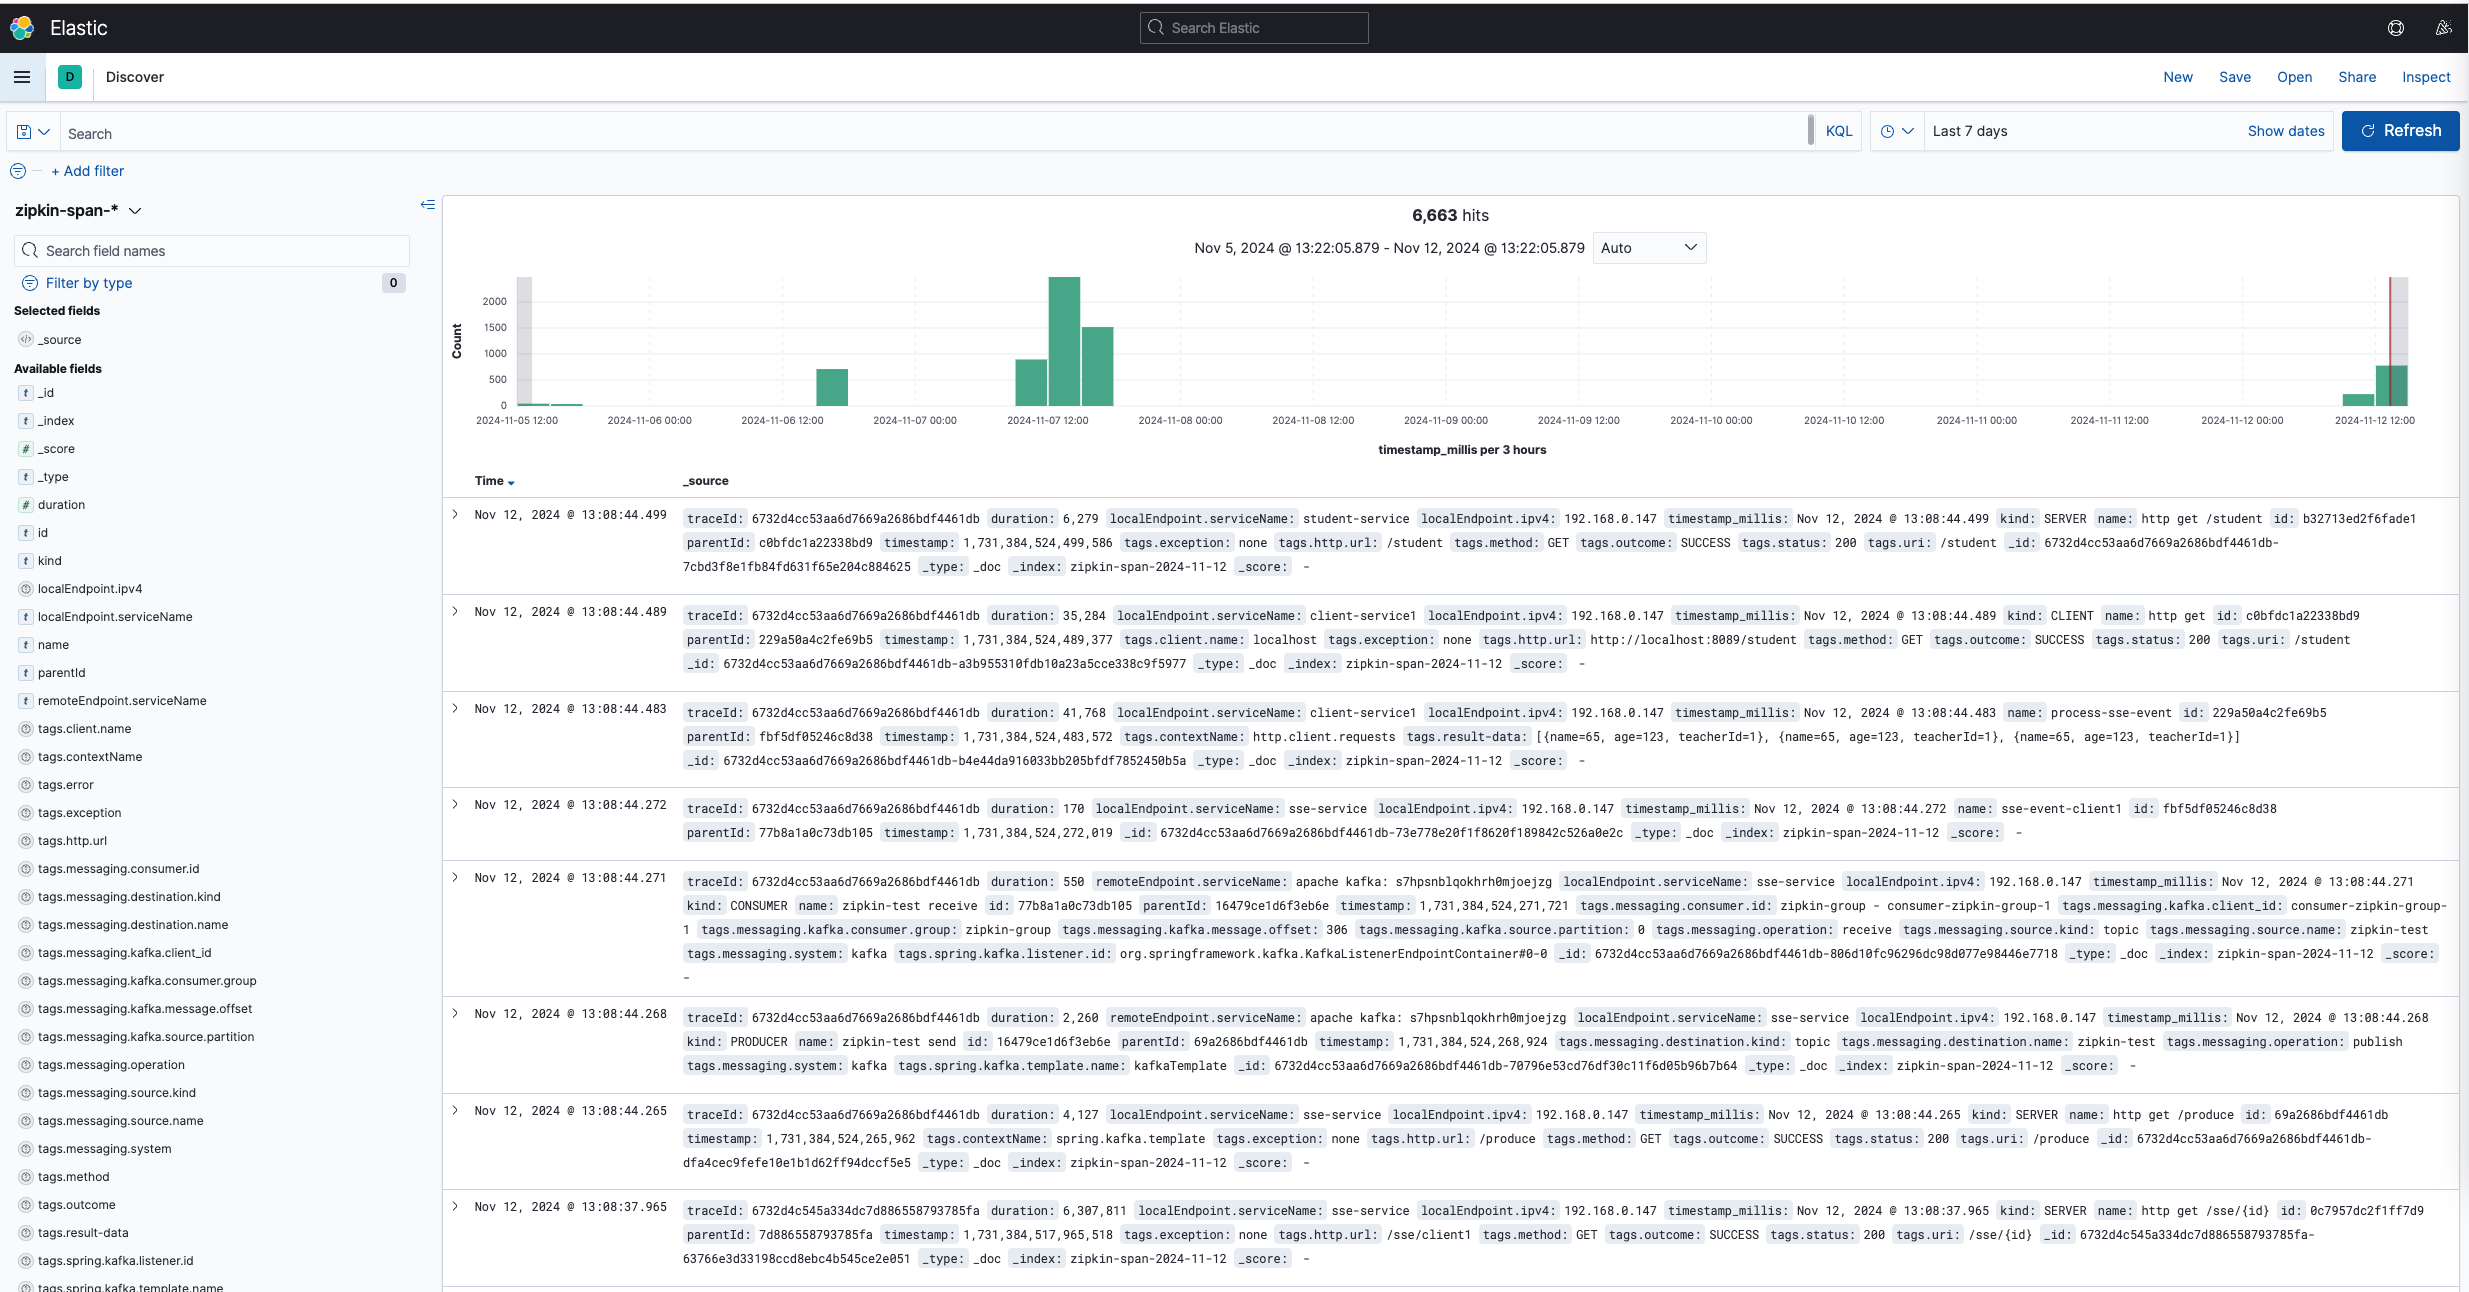 Elastic
Search Elastic
D
Discover
New Save Open Share Inspect
Search
KQL
Last 7 days
Show dates
Refresh
+ Add filter
zipkin-span-*
Search field names
Filter by type 0
Selected fields
_source
Available fields
t _id
t _index
# _score
t _type
# duration
t id
t kind
localEndpoint.ipv4
t localEndpoint.serviceName
t name
t parentId
t remoteEndpoint.serviceName
tags.client.name
tags.contextName
tags.error
tags.exception
tags.http.url
tags.messaging.consumer.id
tags.messaging.destination.kind
tags.messaging.destination.name
tags.messaging.kafka.client_id
tags.messaging.kafka.consumer.group
tags.messaging.kafka.message.offset
tags.messaging.kafka.source.partition
tags.messaging.operation
tags.messaging.source.kind
tags.messaging.source.name
tags.messaging.system
tags.method
tags.outcome
tags.result-data
tags.spring.kafka.listener.id
tags.spring.kafka.template.name
6,663 hits
Nov 5, 2024 @ 13:22:05.879 - Nov 12, 2024 @ 13:22:05.879
Auto
Count
2000
1500
1000
500
0
2024-11-05 12:00 2024-11-06 00:00 2024-11-06 12:00 2024-11-07 00:00 2024-11-07 12:00 2024-11-08 00:00 2024-11-08 12:00 2024-11-09 00:00 2024-11-09 12:00 2024-11-10 00:00 2024-11-10 12:00 2024-11-11 00:00 2024-11-11 12:00 2024-11-12 00:00 2024-11-12 12:00
timestamp_millis per 3 hours
Time _source
Nov 12, 2024 @ 13:08:44.499 traceId: 6732d4cc53aa6d7669a2686bdf4461db duration: 6,279 localEndpoint.serviceName: student-service localEndpoint.ipv4: 192.168.0.147 timestamp_millis: Nov 12, 2024 @ 13:08:44.499 kind: SERVER name: http get /student id: b32713ed2f6fade1
parentId: c0bfdc1a22338bd9 timestamp: 1,731,384,524,499,586 tags.exception: none tags.http.url: /student tags.method: GET tags.outcome: SUCCESS tags.status: 200 tags.uri: /student _id: 6732d4cc53aa6d7669a2686bdf4461db-
7cbd3f8e1fb84fd631f65e204c884625 _type: _doc _index: zipkin-span-2024-11-12 _score: -
Nov 12, 2024 @ 13:08:44.489 traceId: 6732d4cc53aa6d7669a2686bdf4461db duration: 35,284 localEndpoint.serviceName: client-service1 localEndpoint.ipv4: 192.168.0.147 timestamp_millis: Nov 12, 2024 @ 13:08:44.489 kind: CLIENT name: http get id: c0bfdc1a22338bd9
parentId: 229a50a4c2fe69b5 timestamp: 1,731,384,524,489,377 tags.client.name: localhost tags.exception: none tags.http.url: http://localhost:8089/student tags.method: GET tags.outcome: SUCCESS tags.status: 200 tags.uri: /student
_id: 6732d4cc53aa6d7669a2686bdf4461db-a3b955310fdb10a23a5cce338c9f5977 _type: _doc _index: zipkin-span-2024-11-12 _score: -
Nov 12, 2024 @ 13:08:44.483 traceId: 6732d4cc53aa6d7669a2686bdf4461db duration: 41,768 localEndpoint.serviceName: client-service1 localEndpoint.ipv4: 192.168.0.147 timestamp_millis: Nov 12, 2024 @ 13:08:44.483 name: process-sse-event id: 229a50a4c2fe69b5
parentId: fbf5df05246c8d38 timestamp: 1,731,384,524,483,572 tags.contextName: http.client.requests tags.result-data: [{name=65, age=123, teacherId=1}, {name=65, age=123, teacherId=1}, {name=65, age=123, teacherId=1}]
_id: 6732d4cc53aa6d7669a2686bdf4461db-b4e44da916033bb205bfdf7852450b5a _type: _doc _index: zipkin-span-2024-11-12 _score: -
Nov 12, 2024 @ 13:08:44.272 traceId: 6732d4cc53aa6d7669a2686bdf4461db duration: 170 localEndpoint.serviceName: sse-service localEndpoint.ipv4: 192.168.0.147 timestamp_millis: Nov 12, 2024 @ 13:08:44.272 name: sse-event-client1 id: fbf5df05246c8d38
parentId: 77b8a1a0c73db105 timestamp: 1,731,384,524,272,019 _id: 6732d4cc53aa6d7669a2686bdf4461db-73e778e20f1f8620f189842c526a0e2c _type: _doc _index: zipkin-span-2024-11-12 _score: -
Nov 12, 2024 @ 13:08:44.271 traceId: 6732d4cc53aa6d7669a2686bdf4461db duration: 550 remoteEndpoint.serviceName: apache kafka: s7hpsnblqokhrh0mjoejzg localEndpoint.serviceName: sse-service localEndpoint.ipv4: 192.168.0.147 timestamp_millis: Nov 12, 2024 @ 13:08:44.271
kind: CONSUMER name: zipkin-test receive id: 77b8a1a0c73db105 parentId: 16479ce1d6f3eb6e timestamp: 1,731,384,524,271,721 tags.messaging.consumer.id: zipkin-group - consumer-zipkin-group-1 tags.messaging.kafka.client_id: consumer-zipkin-group-
1 tags.messaging.kafka.consumer.group: zipkin-group tags.messaging.kafka.message.offset: 306 tags.messaging.kafka.source.partition: 0 tags.messaging.operation: receive tags.messaging.source.kind: topic tags.messaging.source.name: zipkin-test
tags.messaging.system: kafka tags.spring.kafka.listener.id: org.springframework.kafka.KafkaListenerEndpointContainer#0-0 _id: 6732d4cc53aa6d7669a2686bdf4461db-806d10fc96296dc98d077e98446e7718 _type: _doc _index: zipkin-span-2024-11-12 _score:
-
Nov 12, 2024 @ 13:08:44.268 traceId: 6732d4cc53aa6d7669a2686bdf4461db duration: 2,260 remoteEndpoint.serviceName: apache kafka: s7hpsnblqokhrh0mjoejzg localEndpoint.serviceName: sse-service localEndpoint.ipv4: 192.168.0.147 timestamp_millis: Nov 12, 2024 @ 13:08:44.268
kind: PRODUCER name: zipkin-test send id: 16479ce1d6f3eb6e parentId: 69a2686bdf4461db timestamp: 1,731,384,524,268,924 tags.messaging.destination.kind: topic tags.messaging.destination.name: zipkin-test tags.messaging.operation: publish
tags.messaging.system: kafka tags.spring.kafka.template.name: kafkaTemplate _id: 6732d4cc53aa6d7669a2686bdf4461db-70796e53cd76df30c11f6d05b96b7b64 _type: _doc _index: zipkin-span-2024-11-12 _score: -
Nov 12, 2024 @ 13:08:44.265 traceId: 6732d4cc53aa6d7669a2686bdf4461db duration: 4,127 localEndpoint.serviceName: sse-service localEndpoint.ipv4: 192.168.0.147 timestamp_millis: Nov 12, 2024 @ 13:08:44.265 kind: SERVER name: http get /produce id: 69a2686bdf4461db
timestamp: 1,731,384,524,265,962 tags.contextName: spring.kafka.template tags.exception: none tags.http.url: /produce tags.method: GET tags.outcome: SUCCESS tags.status: 200 tags.uri: /produce _id: 6732d4cc53aa6d7669a2686bdf4461db-
dfa4cec9fefe10e1b1d62ff94dccf5e5 _type: _doc _index: zipkin-span-2024-11-12 _score: -
Nov 12, 2024 @ 13:08:37.965 traceId: 6732d4c545a334dc7d886558793785fa duration: 6,307,811 localEndpoint.serviceName: sse-service localEndpoint.ipv4: 192.168.0.147 timestamp_millis: Nov 12, 2024 @ 13:08:37.965 kind: SERVER name: http get /sse/{id} id: 0c7957dc2f1ff7d9
parentId: 7d886558793785fa timestamp: 1,731,384,517,965,518 tags.exception: none tags.http.url: /sse/client1 tags.method: GET tags.outcome: SUCCESS tags.status: 200 tags.uri: /sse/{id} _id: 6732d4c545a334dc7d886558793785fa-
63766e3d33198ccd8ebc4b545ce2e051 _type: _doc _index: zipkin-span-2024-11-12 _score: -